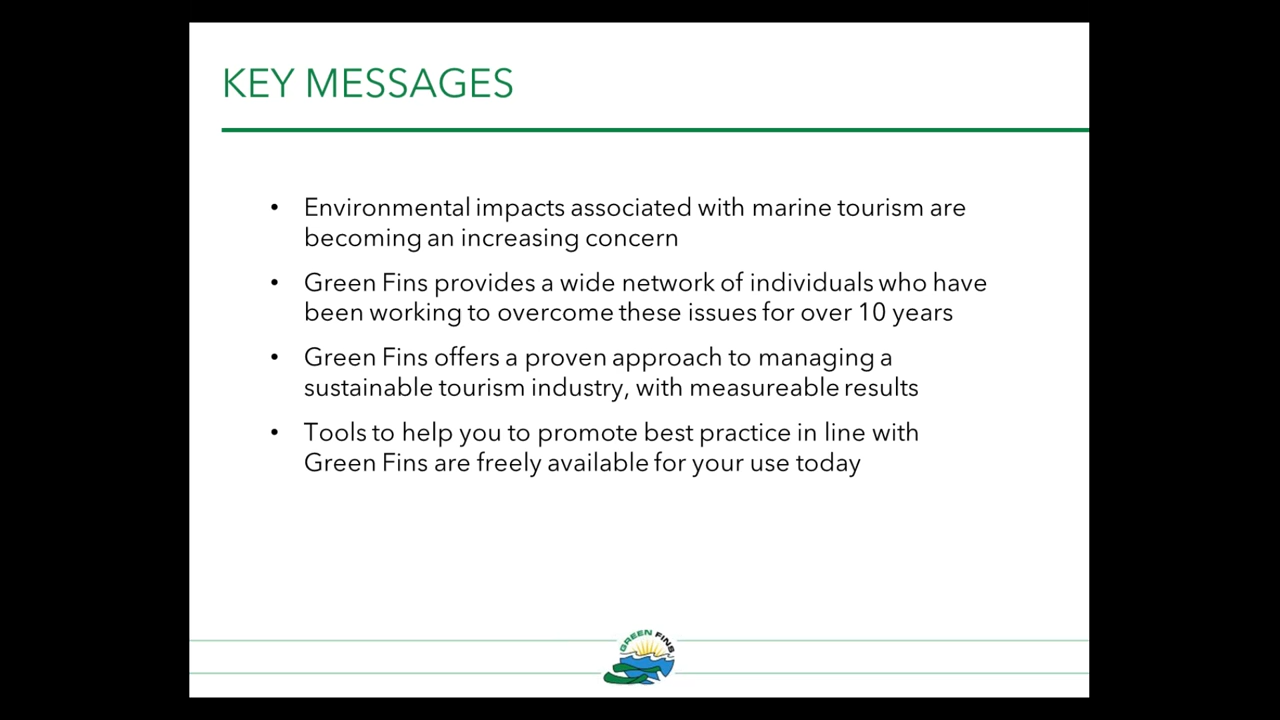 KEY MESSAGES
• Environmental impacts associated with marine tourism are
becoming an increasing concern
• Green Fins provides a wide network of individuals who have
been working to overcome these issues for over 10 years
• Green Fins offers a proven approach to managing a
sustainable tourism industry, with measureable results
• Tools to help you to promote best practice in line with
Green Fins are freely available for your use today
GREEN FINS